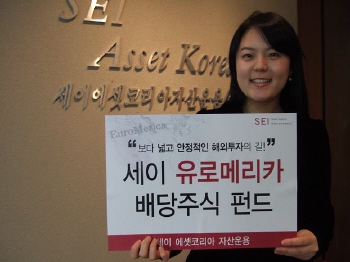 SEI
Asset Korea
세이에셋코리아자산운용
SEI
EuroMerica
"보다 넓고 안정적인 해외투자의 길!"
세이 유로메리카
배당주식 펀드
세이 에셋코리아 자산운용